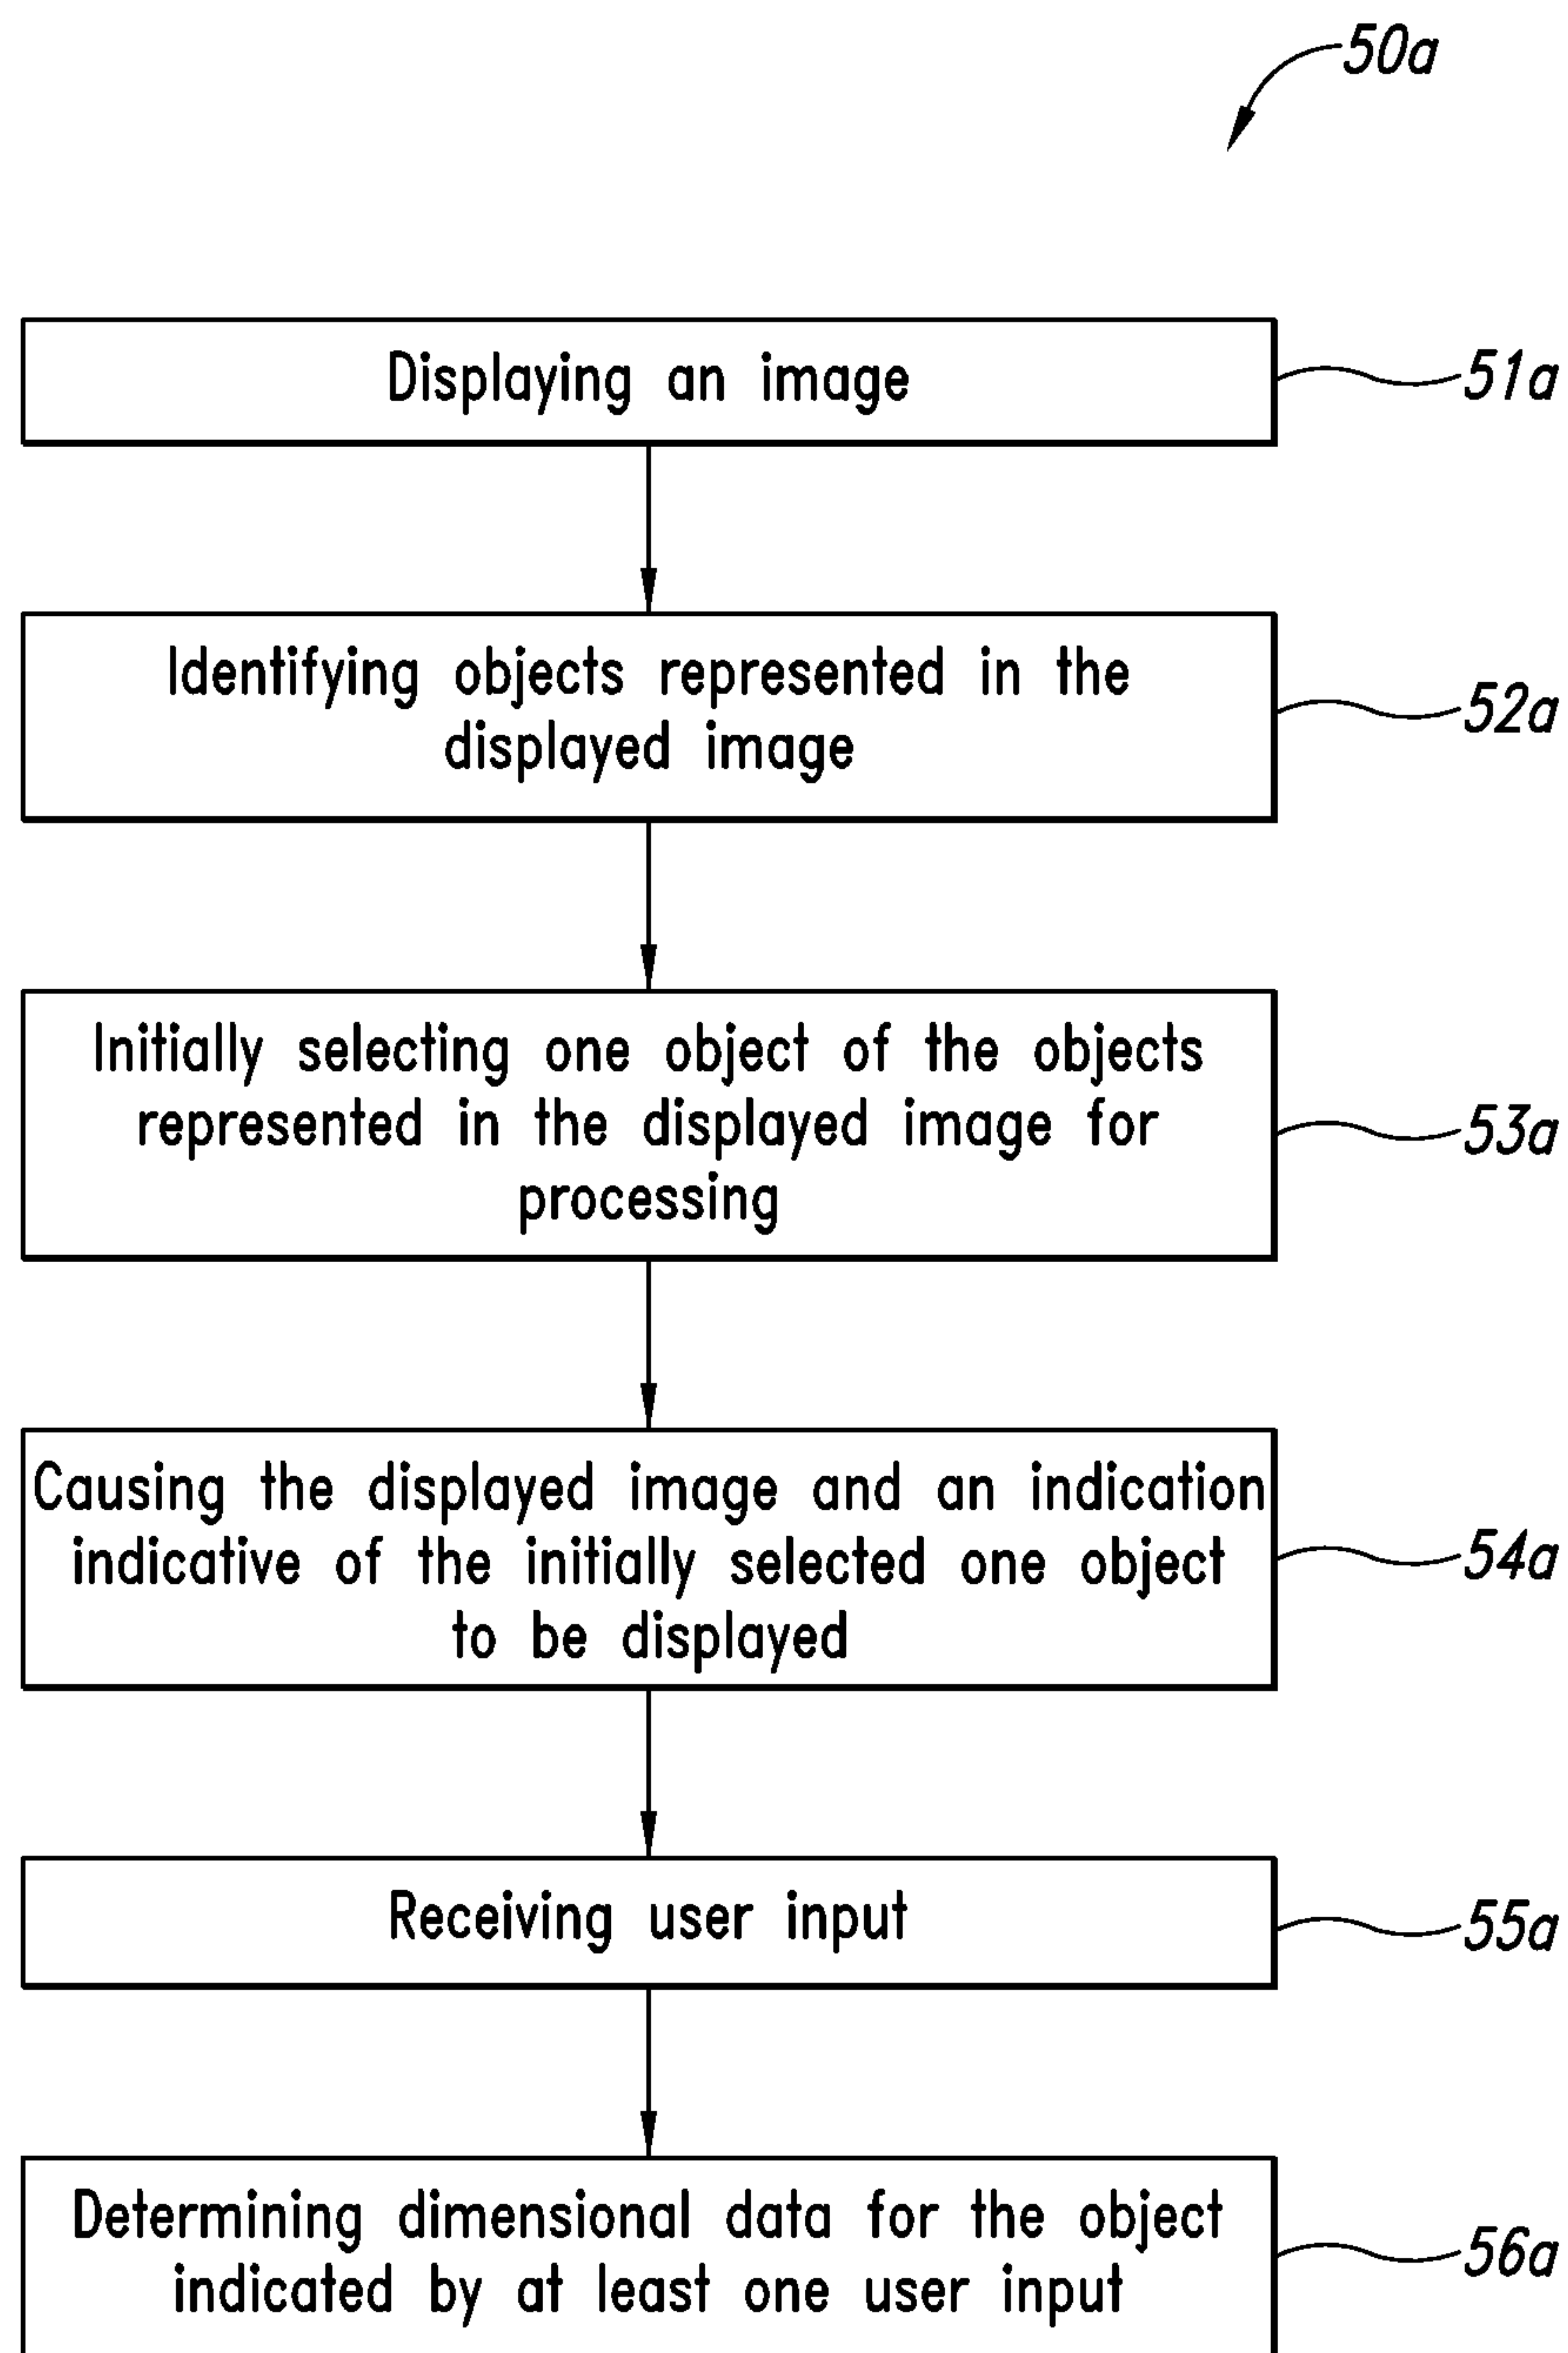 50a
Displaying an image
51a
Identifying objects represented in the
displayed image
52a
Initially selecting one object of the objects
represented in the displayed image for
processing
53a
Causing the displayed image and an indication
indicative of the initially selected one object
to be displayed
54a
Receiving user input
55a
Determining dimensional data for the object
indicated by at least one user input
56a